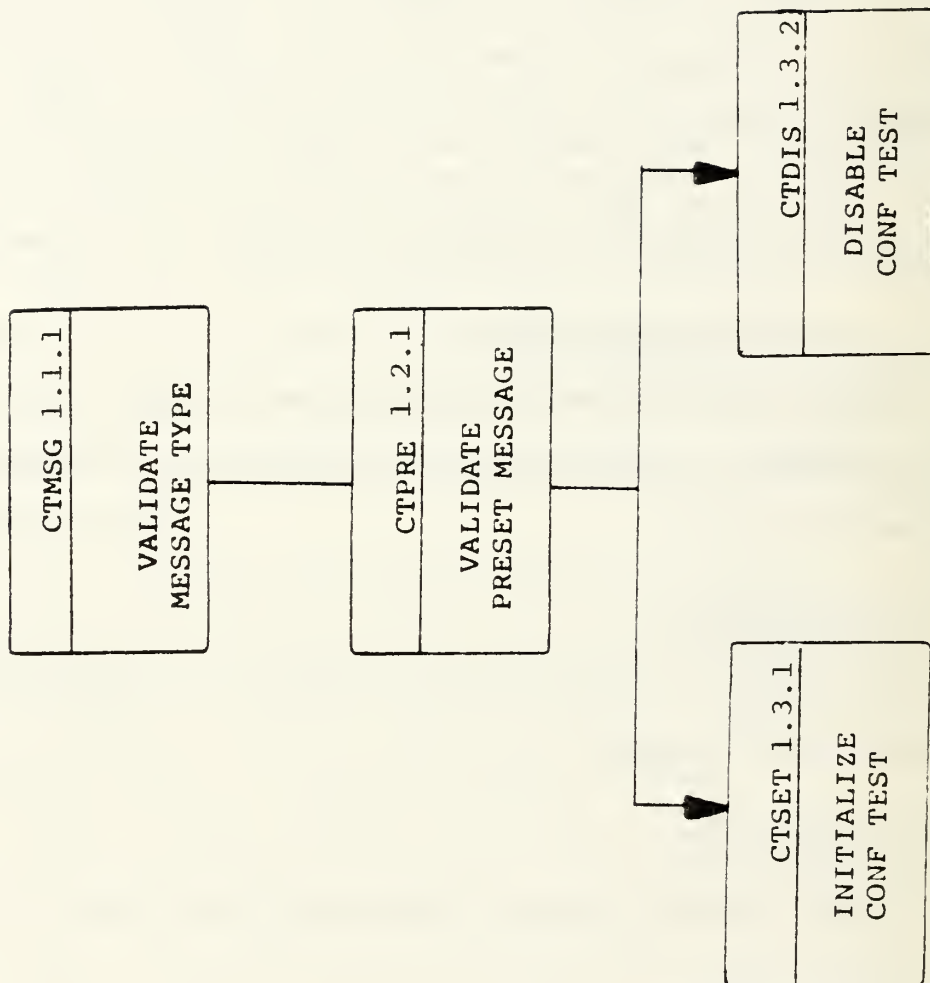 CTMSG 1.1.1
VALIDATE
MESSAGE TYPE
CTPRE 1.2.1
VALIDATE
PRESET MESSAGE
CTSET 1.3.1
INITIALIZE
CONF TEST
CTDIS 1.3.2
DISABLE
CONF TEST